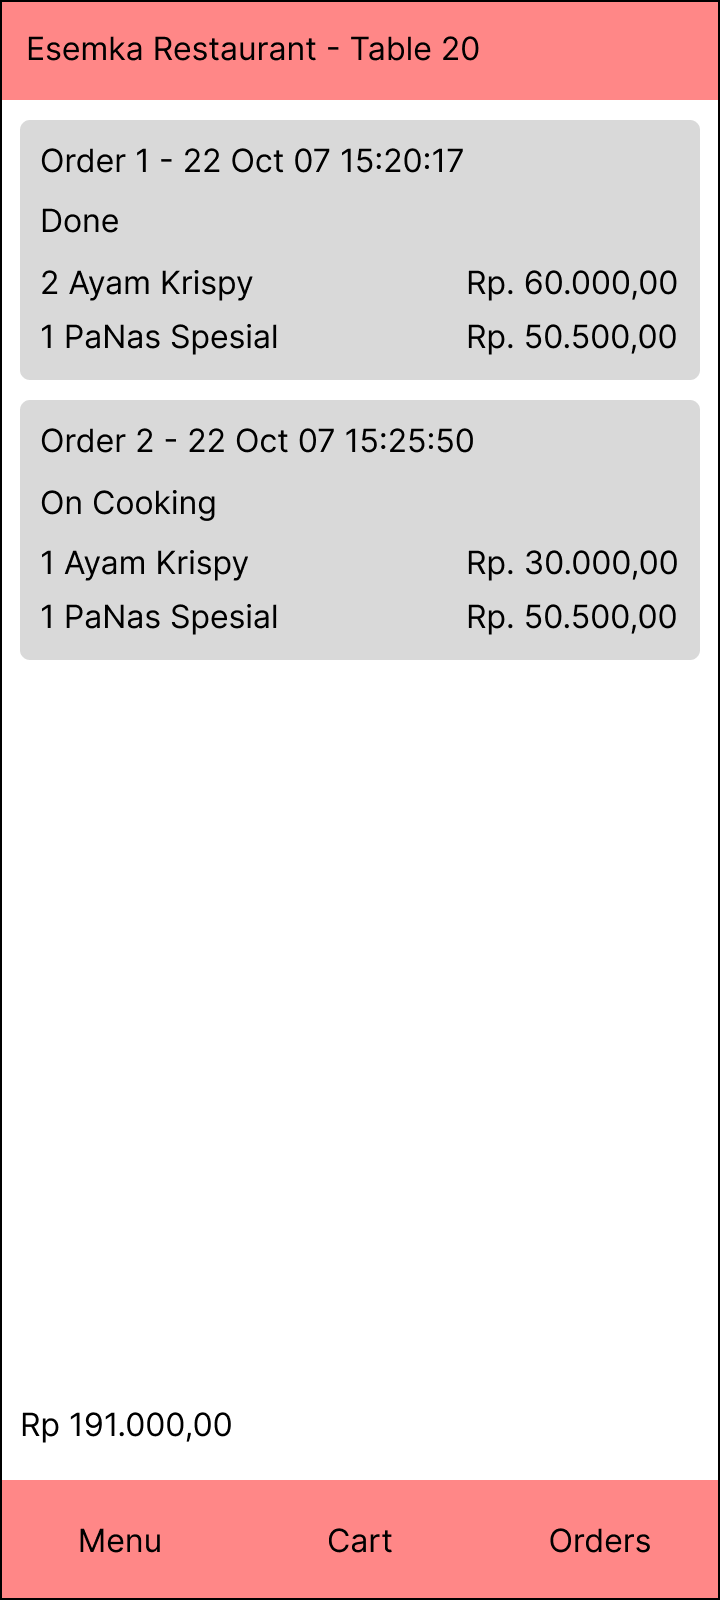 Esemka Restaurant - Table 20
Order 1 - 22 Oct 07 15:20:17
Done
2 Ayam Krispy Rp. 60.000,00
1 PaNas Spesial Rp. 50.500,00
Order 2 - 22 Oct 07 15:25:50
On Cooking
1 Ayam Krispy Rp. 30.000,00
1 PaNas Spesial Rp. 50.500,00
Rp 191.000,00
Menu Cart Orders